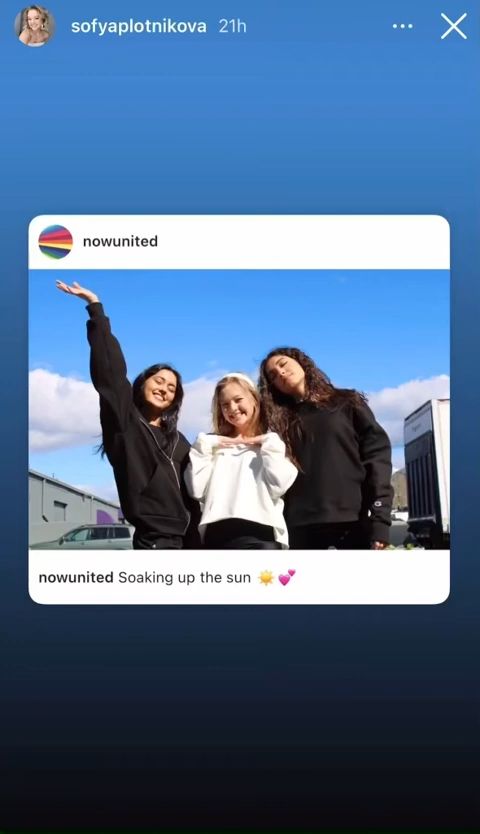 sofyaplotnikova 21h
nowunited
nowunited Soaking up the sun ☀️ 💕